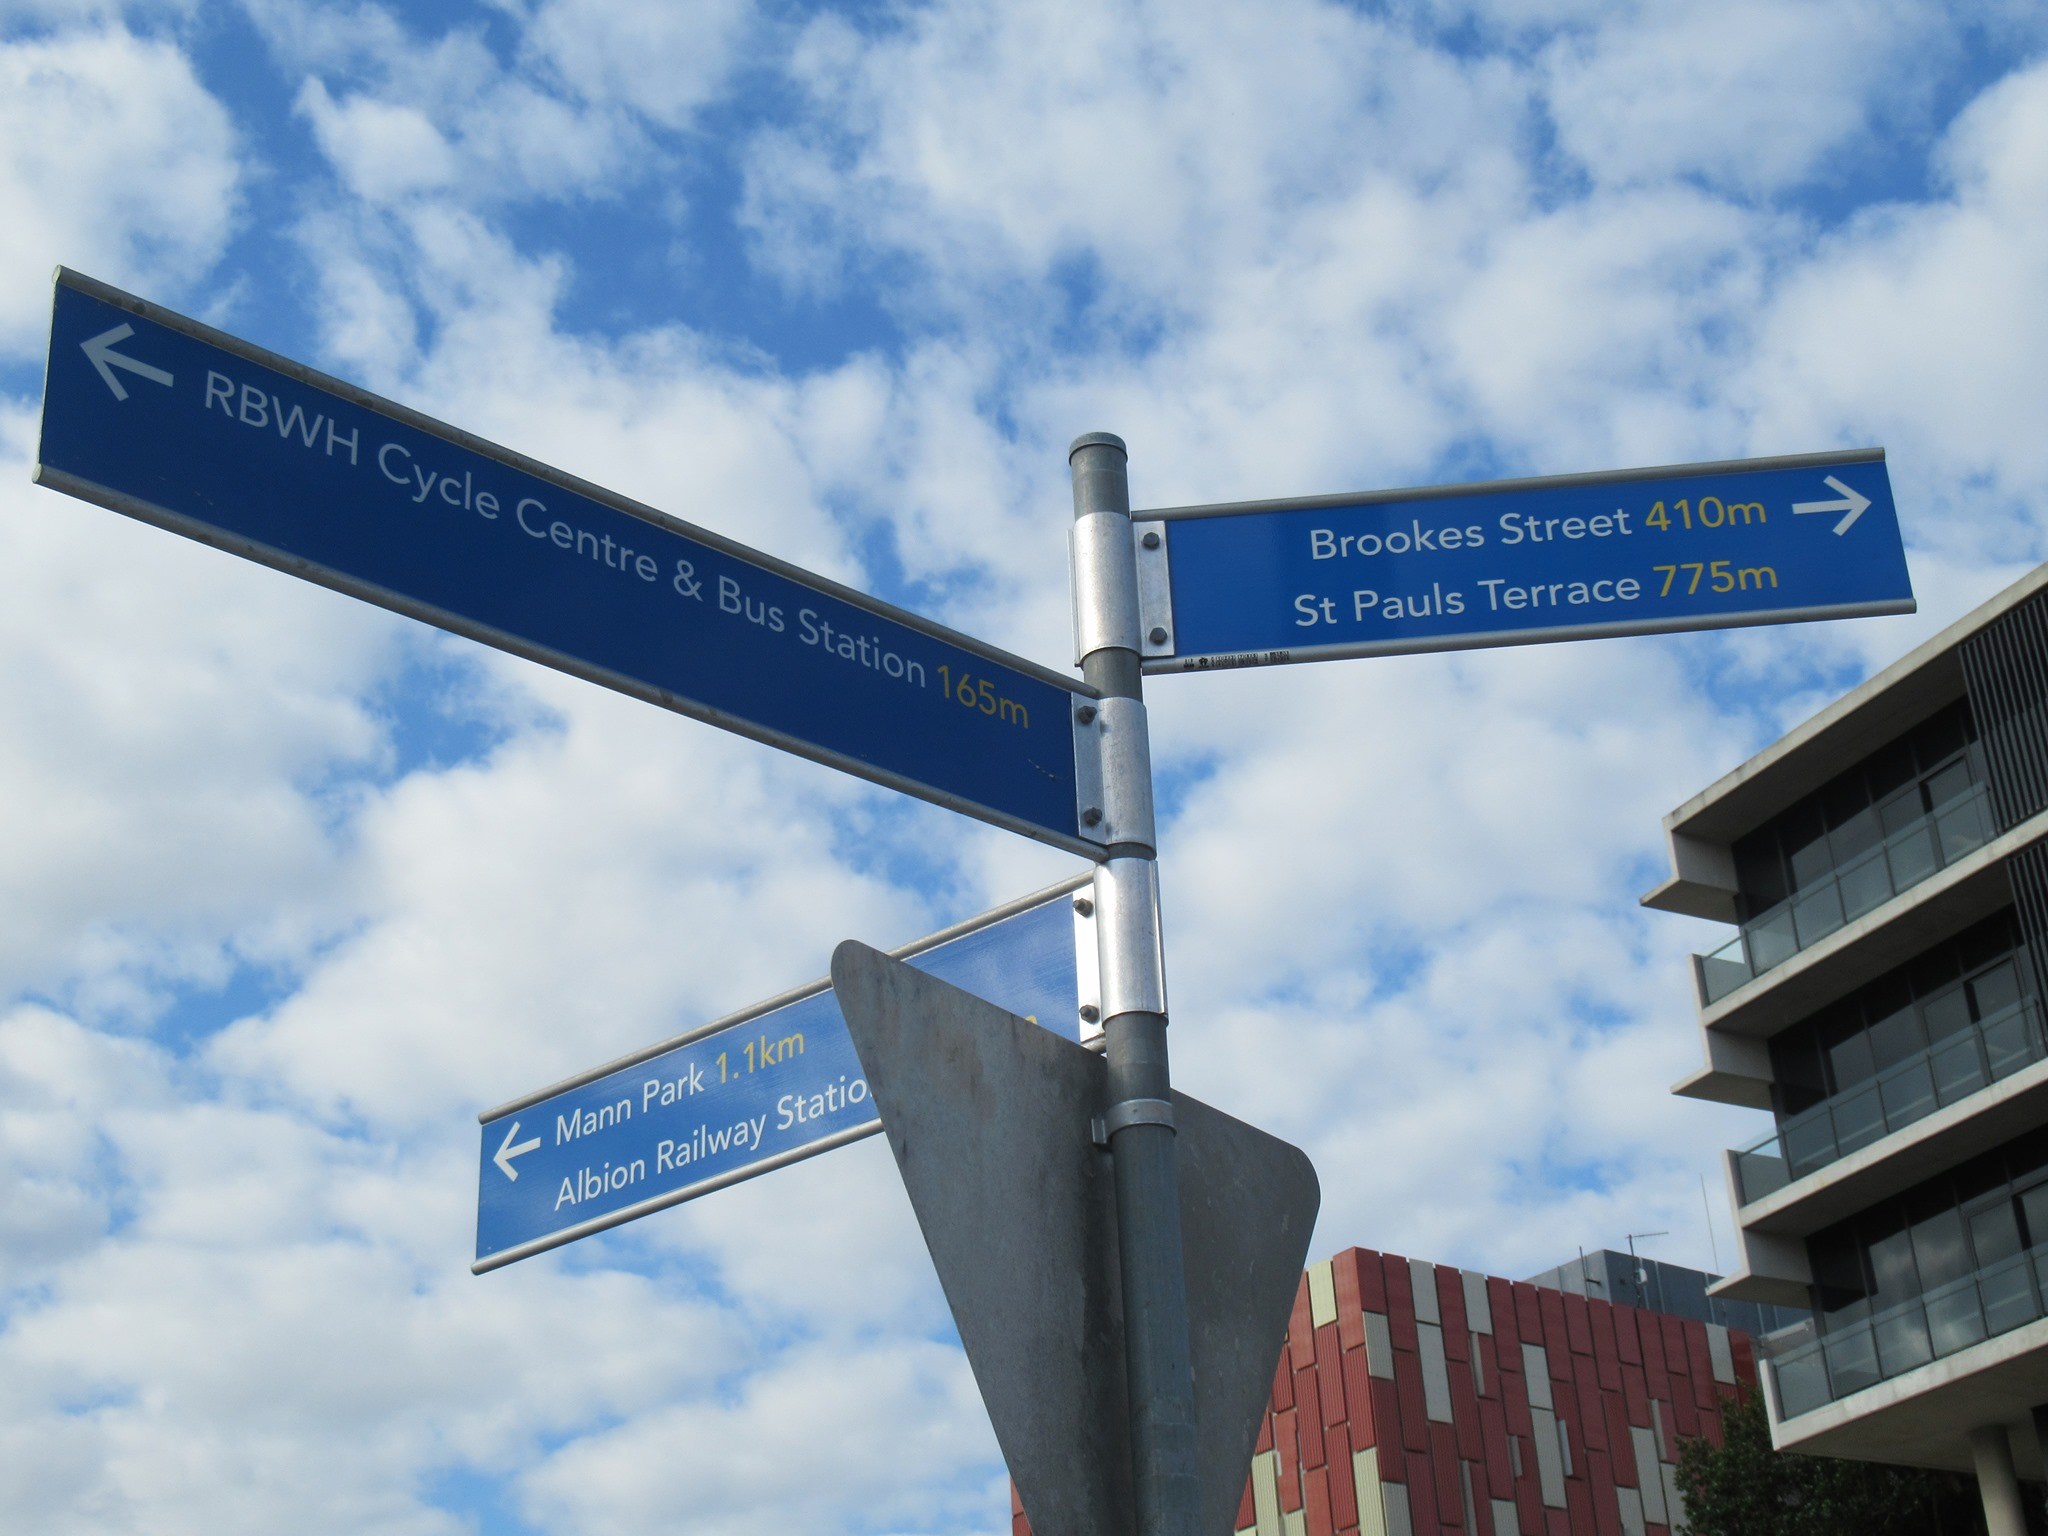 RBWH Cycle Centre & Bus Station 165m
Brookes Street 410m
St Pauls Terrace 775m
Mann Park 1.1km
Albion Railway